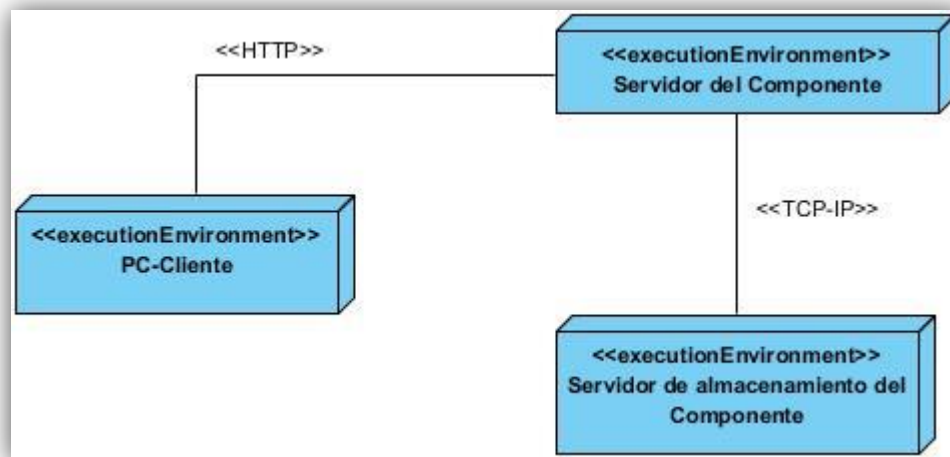 <<HTTP>>
<<executionEnvironment>>
Servidor del Componente
<<executionEnvironment>>
PC-Cliente
<<TCP-IP>>
<<executionEnvironment>>
Servidor de almacenamiento del
Componente